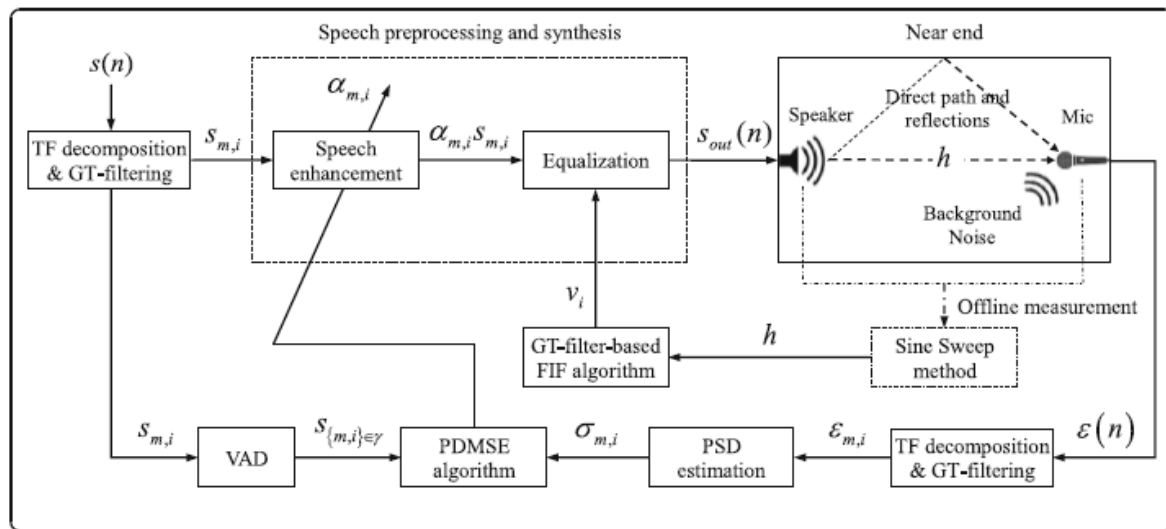 Speech preprocessing and synthesis
Near end
s(n)
α_{m,i}
Direct path and
reflections
Speaker
Mic
TF decomposition
& GT-filtering
s_{m,i}
Speech
enhancement
α_{m,i}s_{m,i}
Equalization
s_{out}(n)
h
Background
Noise
v_i
Offline measurement
GT-filter-based
FIF algorithm
h
Sine Sweep
method
s_{m,i}
VAD
s_{{m,i}∈γ}
PDMSE
algorithm
σ_{m,i}
PSD
estimation
ε_{m,i}
TF decomposition
& GT-filtering
ε(n)